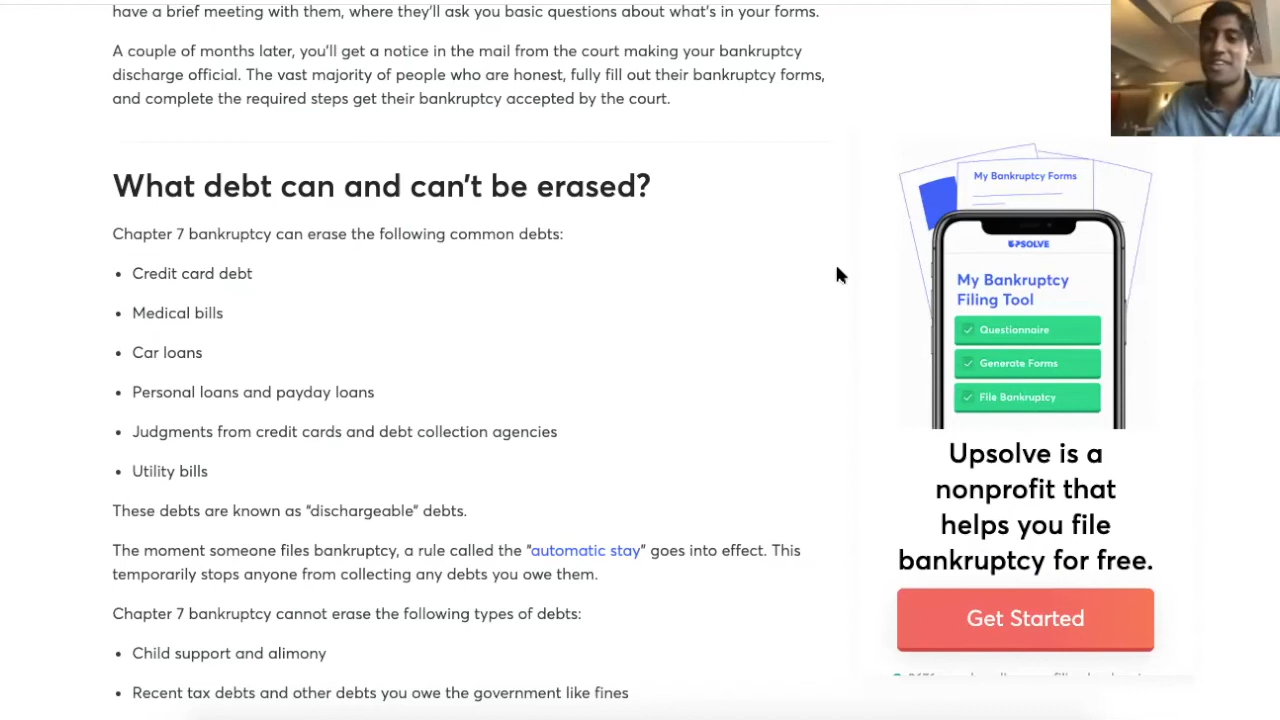 have a brief meeting with them, where they'll ask you basic questions about what's in your forms.
A couple of months later, you'll get a notice in the mail from the court making your bankruptcy
discharge official. The vast majority of people who are honest, fully fill out their bankruptcy forms,
and complete the required steps get their bankruptcy accepted by the court.
What debt can and can't be erased?
Chapter 7 bankruptcy can erase the following common debts:
• Credit card debt
• Medical bills
• Car loans
• Personal loans and payday loans
• Judgments from credit cards and debt collection agencies
• Utility bills
These debts are known as "dischargeable" debts.
The moment someone files bankruptcy, a rule called the "automatic stay" goes into effect. This
temporarily stops anyone from collecting any debts you owe them.
Chapter 7 bankruptcy cannot erase the following types of debts:
• Child support and alimony
• Recent tax debts and other debts you owe the government like fines
My Bankruptcy Forms
UPSOLVE
My Bankruptcy
Filing Tool
Questionnaire
Generate Forms
File Bankruptcy
Upsolve is a
nonprofit that
helps you file
bankruptcy for free.
Get Started